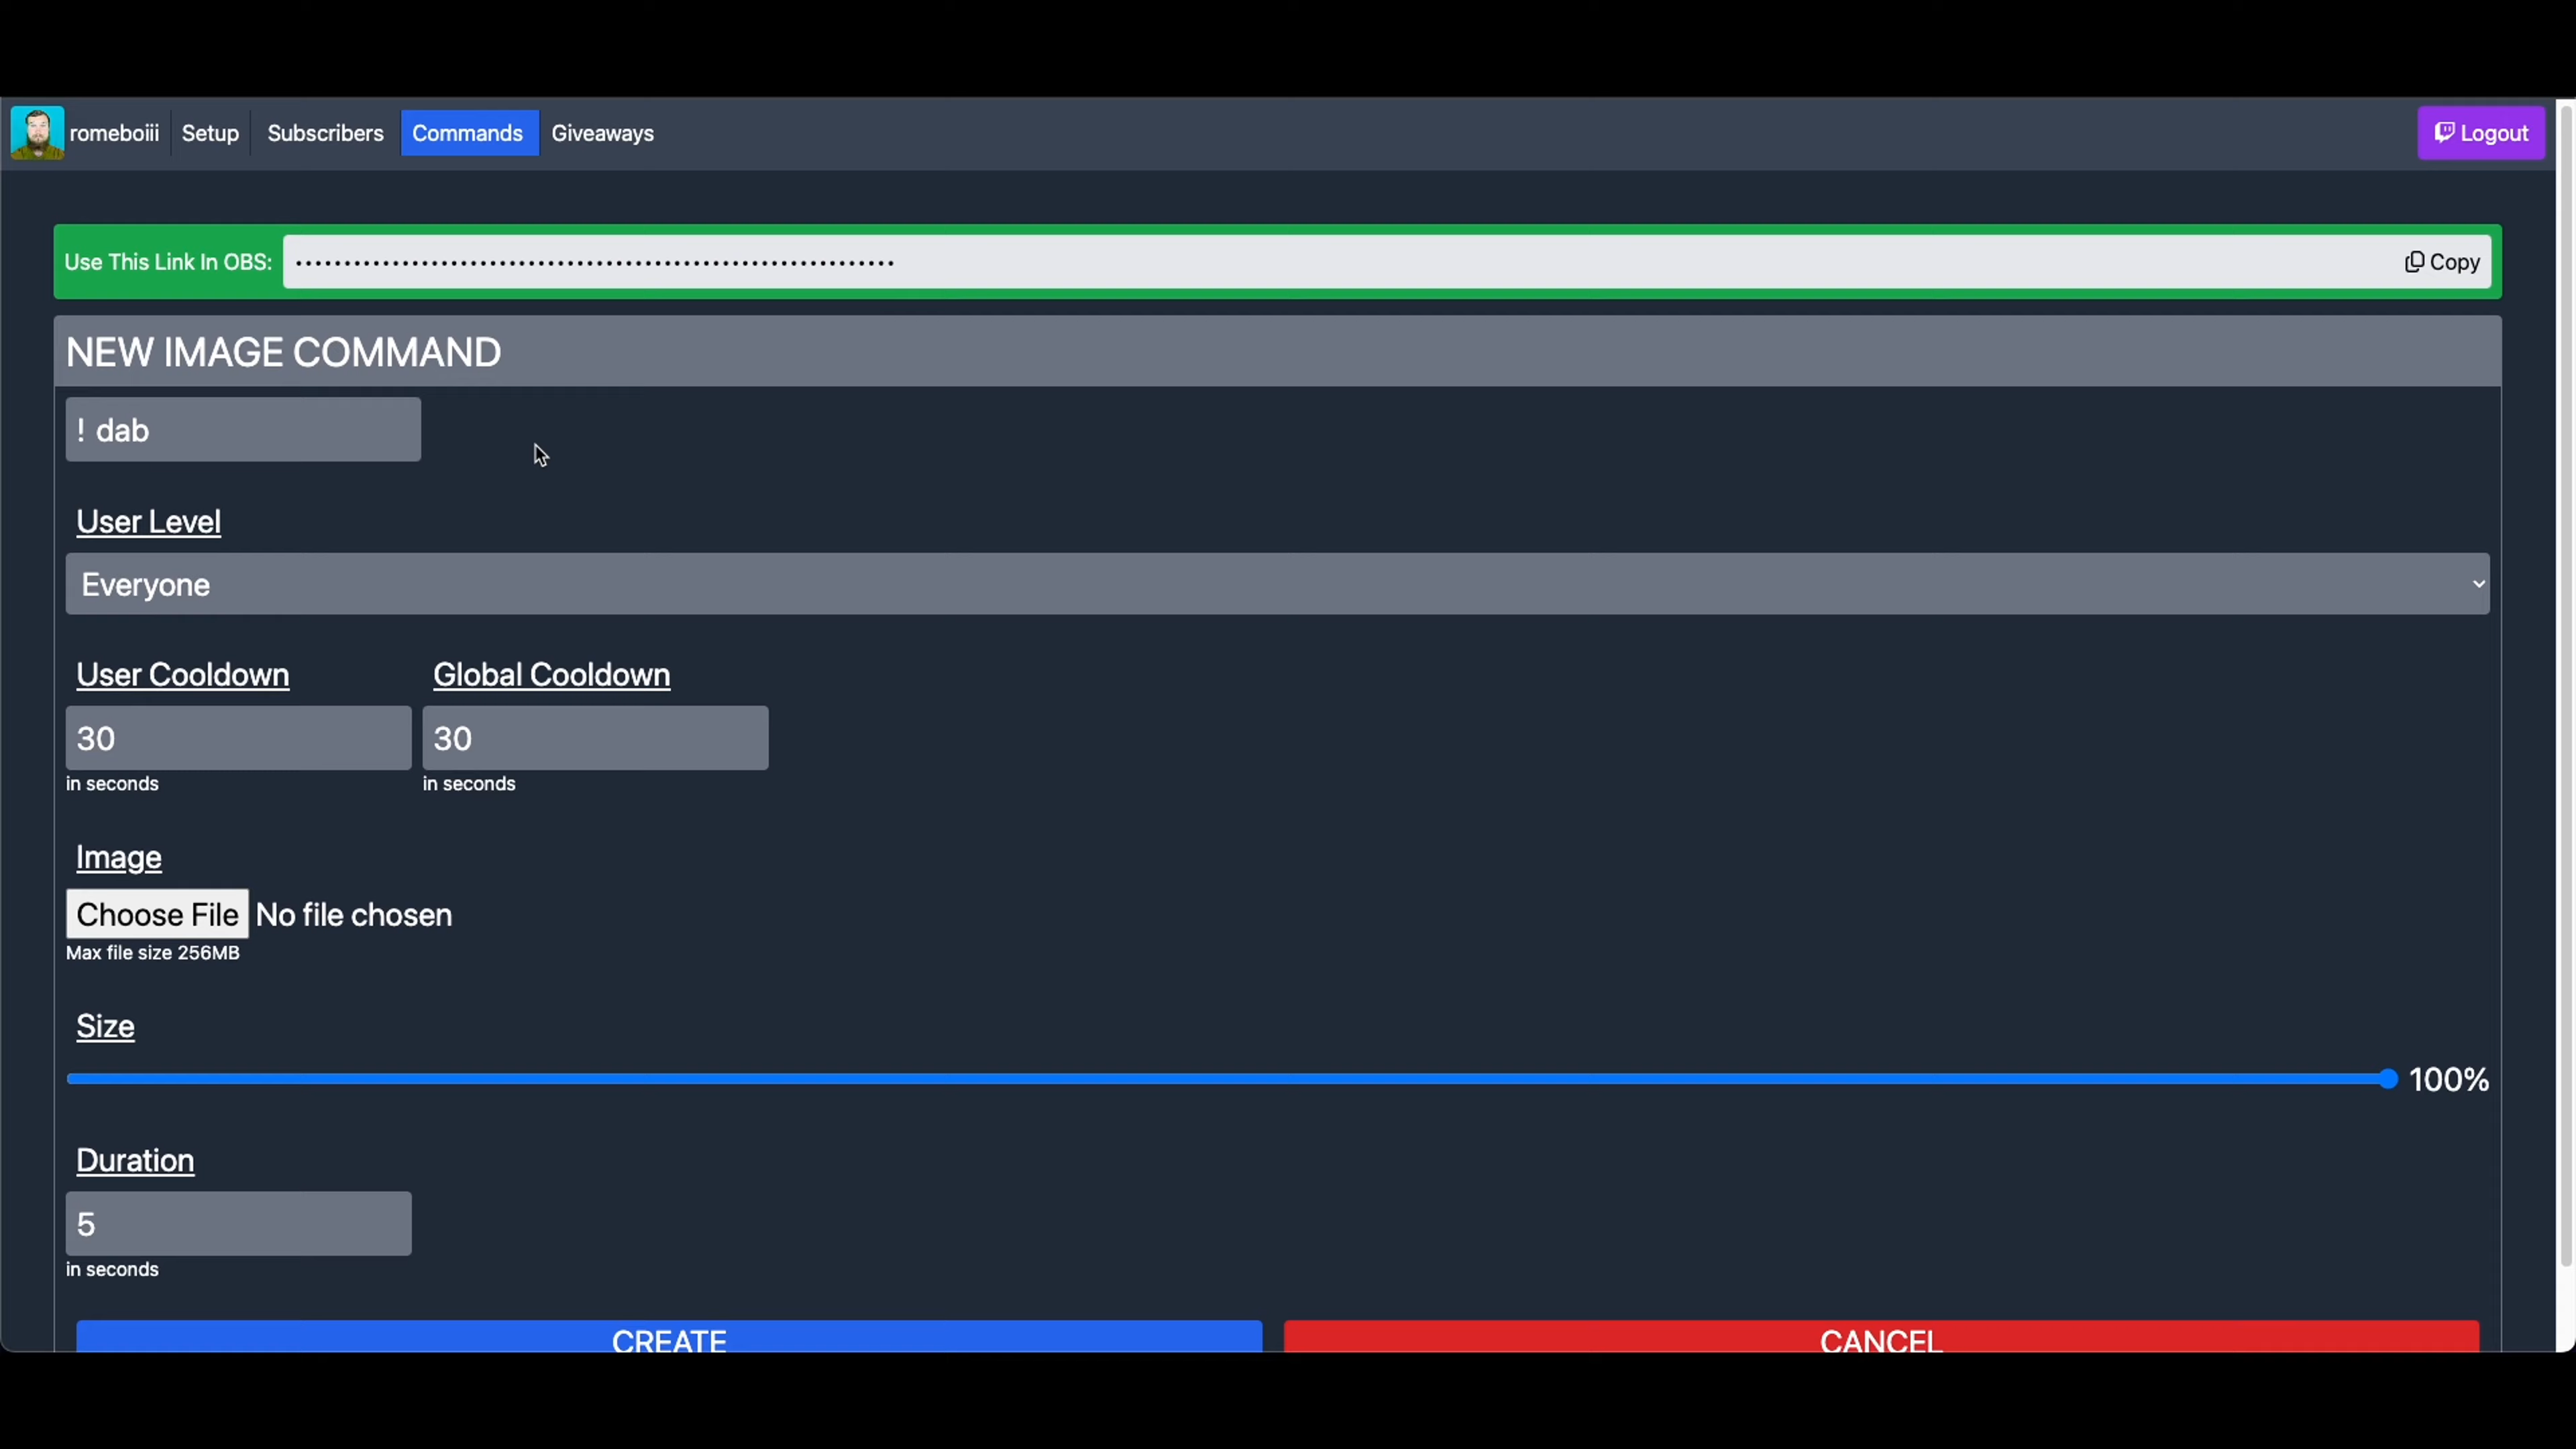 romeboiii Setup Subscribers Commands Giveaways Logout
Use This Link In OBS: •••••••••••••••••••••••••••••••••••••••••••••••••••••••••••••• Copy
NEW IMAGE COMMAND
! dab
User Level
Everyone
User Cooldown Global Cooldown
30 30
in seconds in seconds
Image
Choose File No file chosen
Max file size 256MB
Size
100%
Duration
5
in seconds
CREATE CANCEL